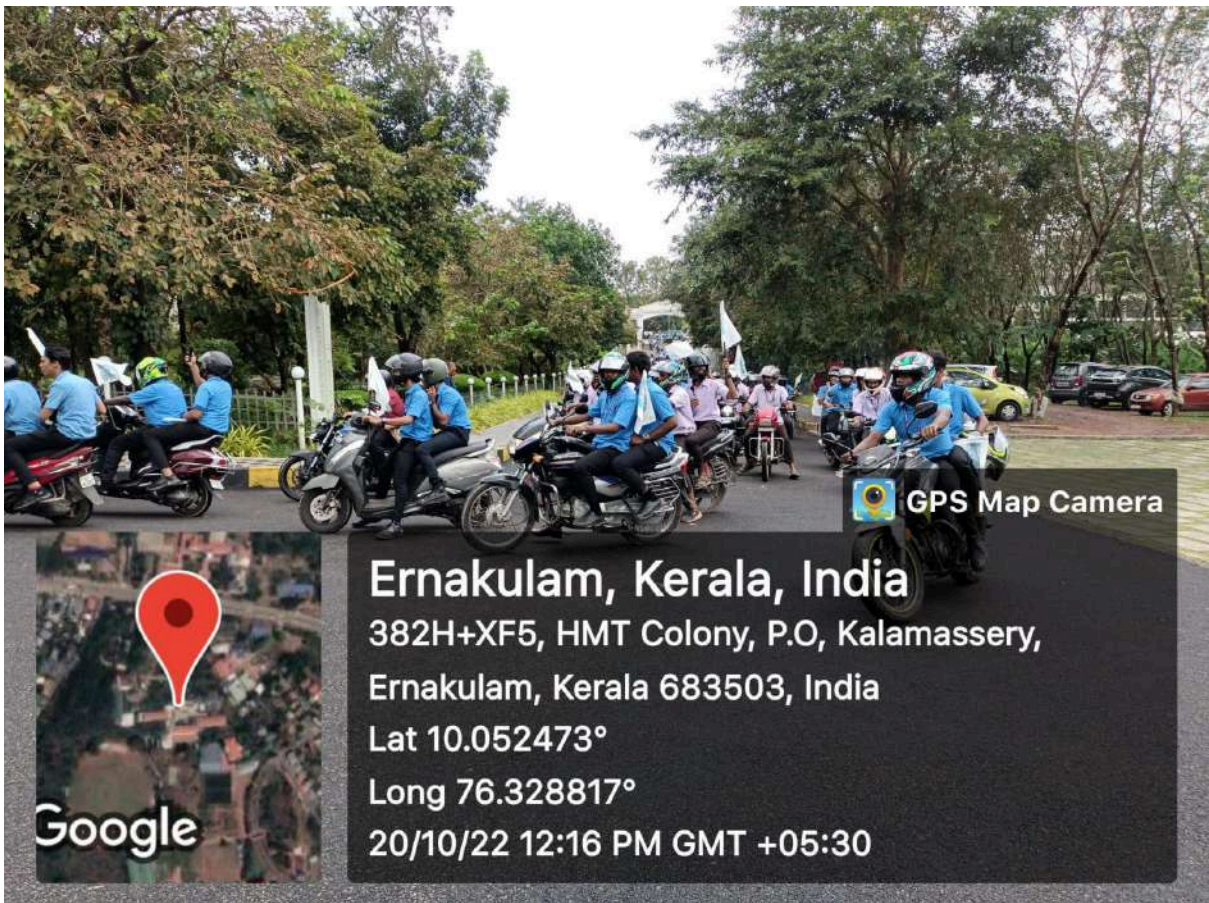 GPS Map Camera
Ernakulam, Kerala, India
382H+XF5, HMT Colony, P.O, Kalamassery,
Ernakulam, Kerala 683503, India
Lat 10.052473°
Long 76.328817°
20/10/22 12:16 PM GMT +05:30
Google